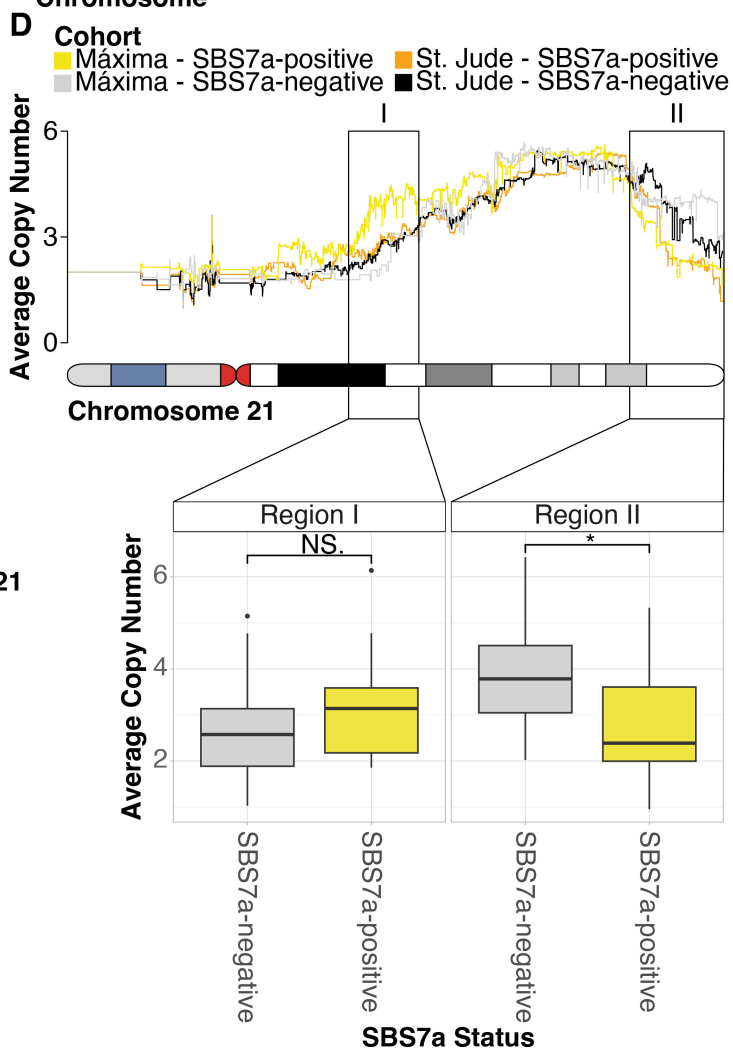 Chromosome
D
Cohort
Máxima - SBS7a-positive
St. Jude - SBS7a-positive
Máxima - SBS7a-negative
St. Jude - SBS7a-negative
I
II
Average Copy Number
6
3
0
Chromosome 21
Region I
Region II
NS.
*
21
Average Copy Number
6
4
2
SBS7a-negative
SBS7a-positive
SBS7a-negative
SBS7a-positive
SBS7a Status